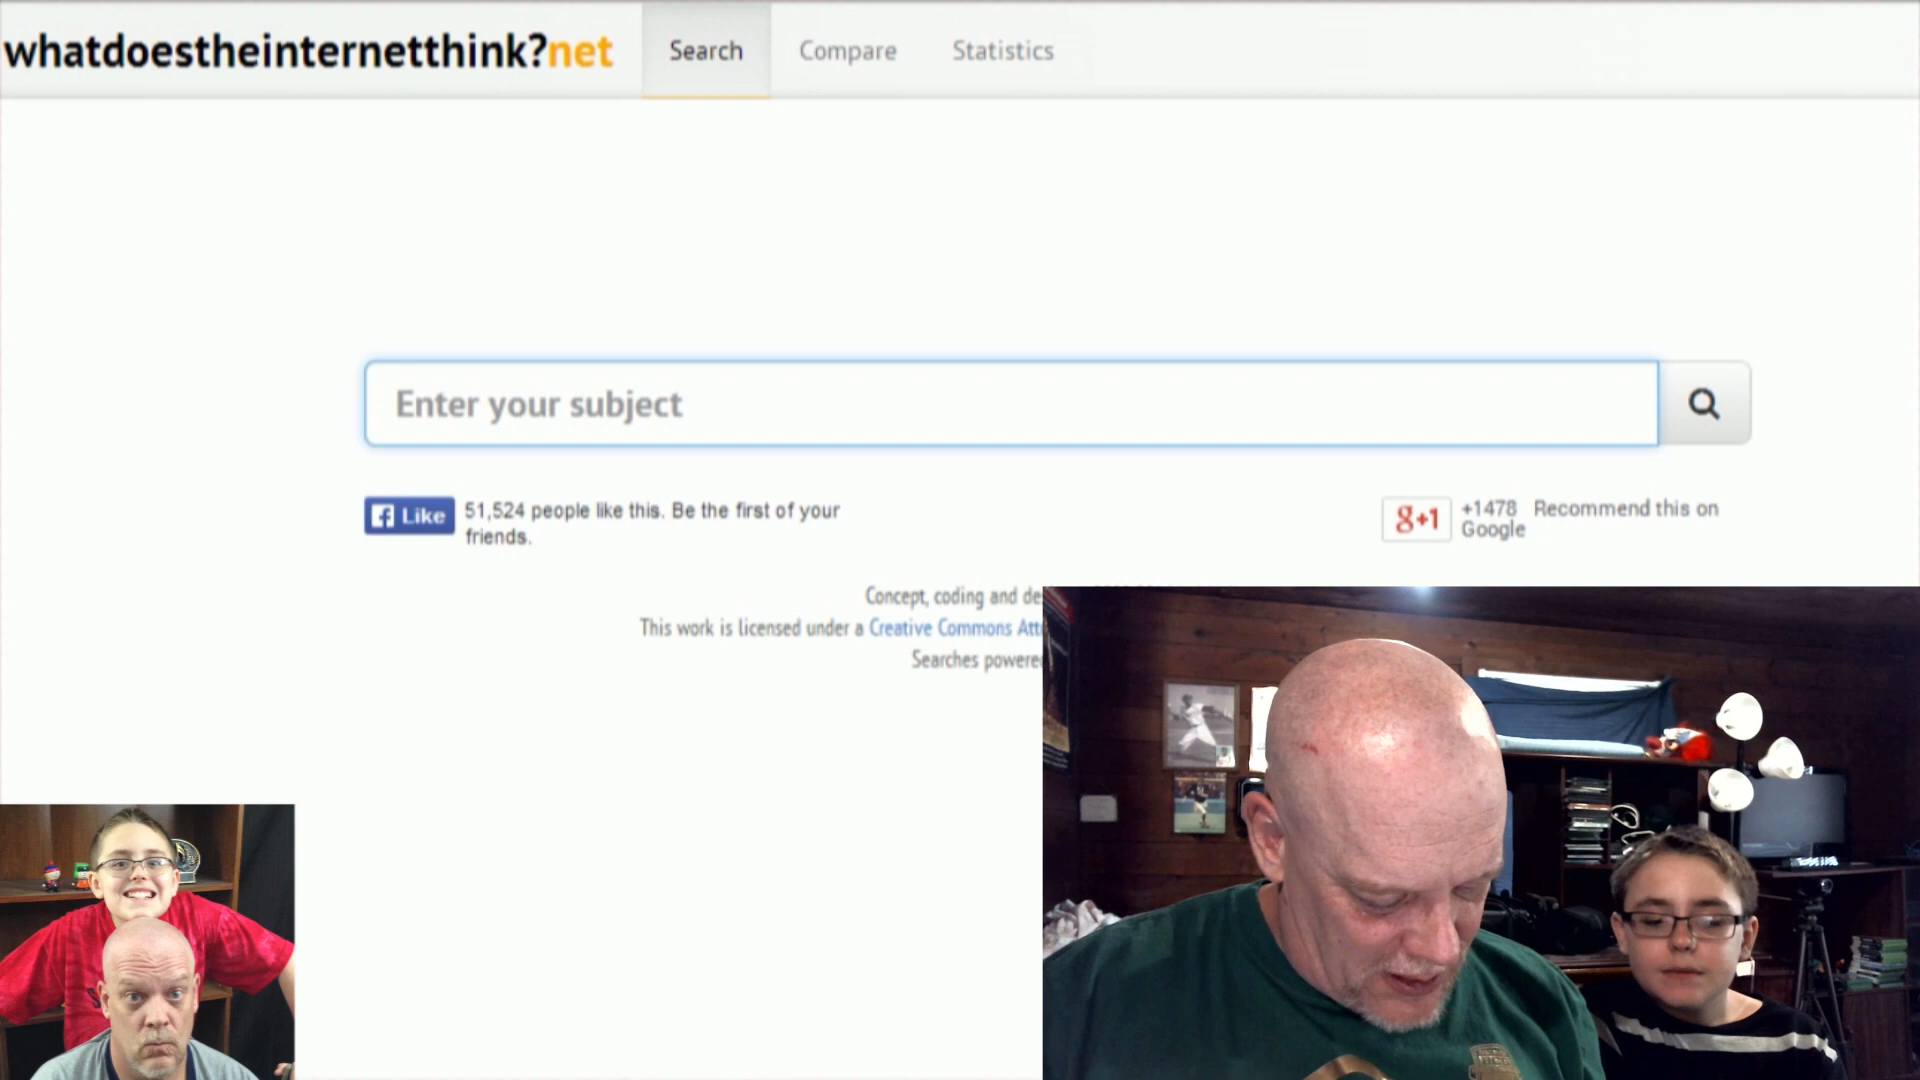 whatdoestheinternetthink?net
Search
Compare
Statistics
Enter your subject
Like
51,524 people like this. Be the first of your
friends.
g+1
+1478 Recommend this on
Google
Concept, coding and de
This work is licensed under a Creative Commons Att
Searches powere